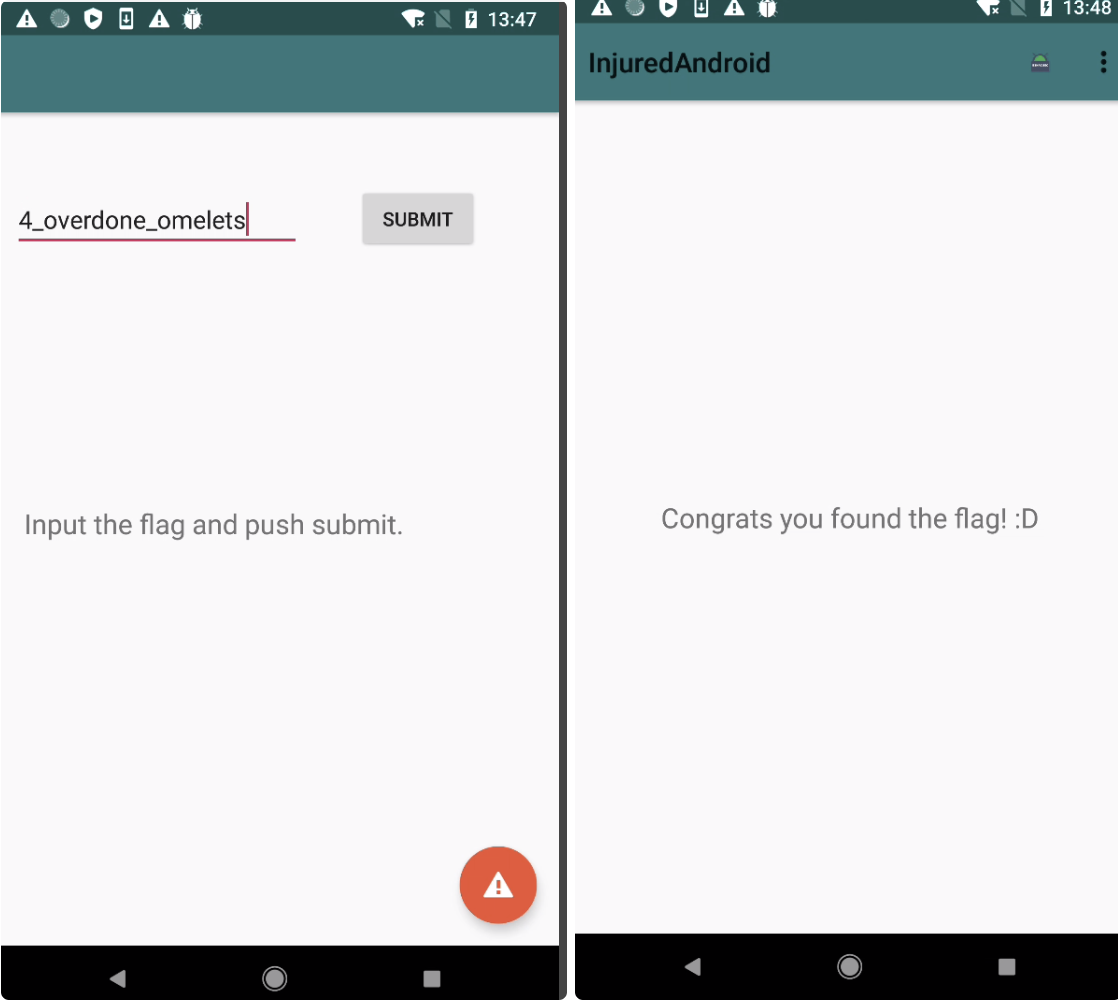 13:47
4_overdone_omelets
SUBMIT
Input the flag and push submit.
13:48
InjuredAndroid
Congrats you found the flag! :D